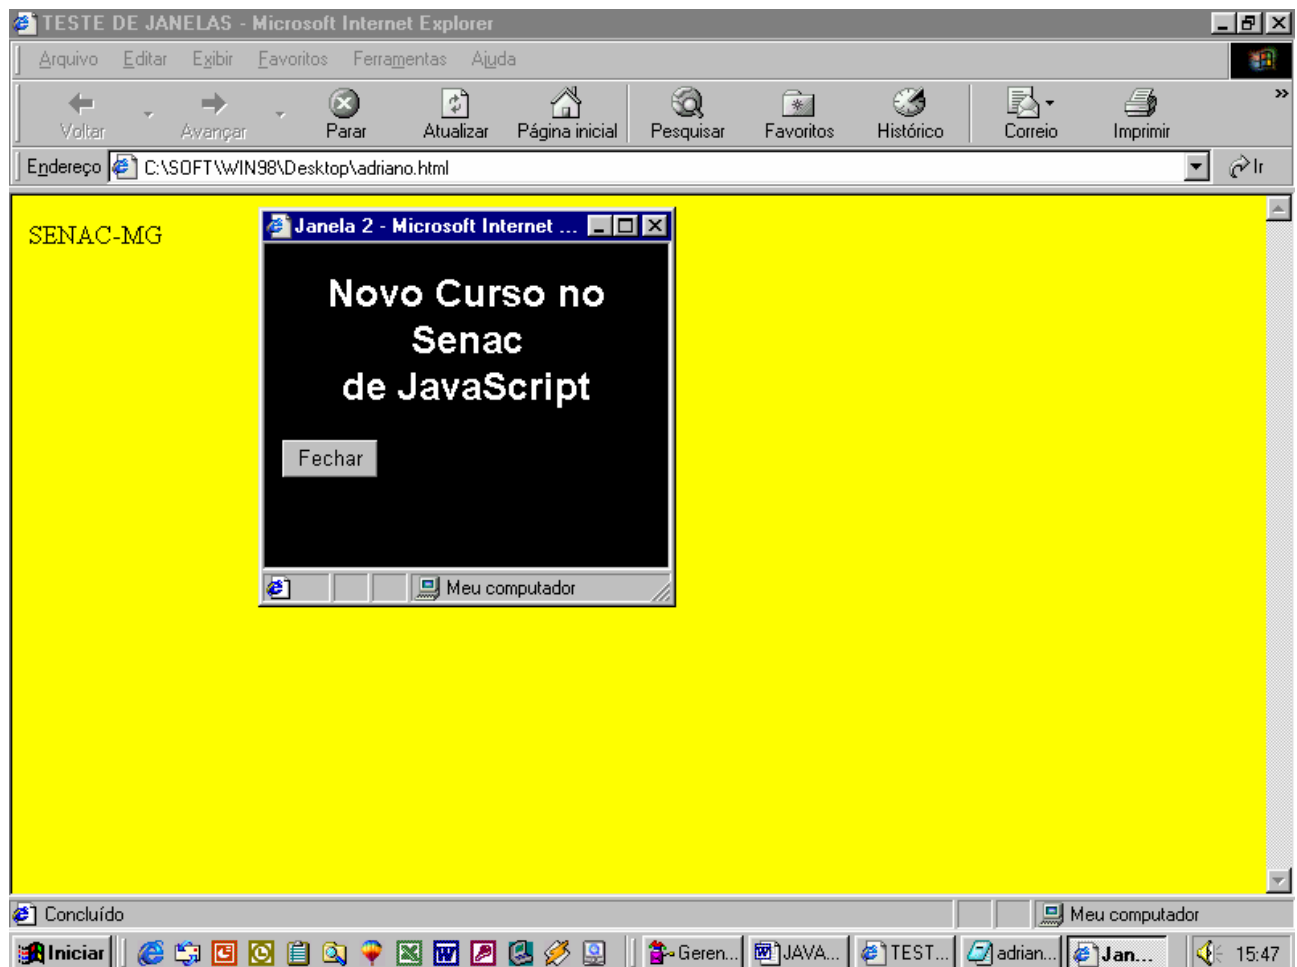 TESTE DE JANELAS - Microsoft Internet Explorer
Arquivo Editar Exibir Favoritos Ferramentas Ajuda
Voltar Avançar Parar Atualizar Página inicial Pesquisar Favoritos Histórico Correio Imprimir »
Endereço C:\SOFT\WIN98\Desktop\adriano.html Ir
SENAC-MG
Janela 2 - Microsoft Internet ...
Novo Curso no
Senac
de JavaScript
Fechar
Meu computador
Concluído Meu computador
Iniciar Geren... JAVA... TEST... adrian... Jan... 15:47